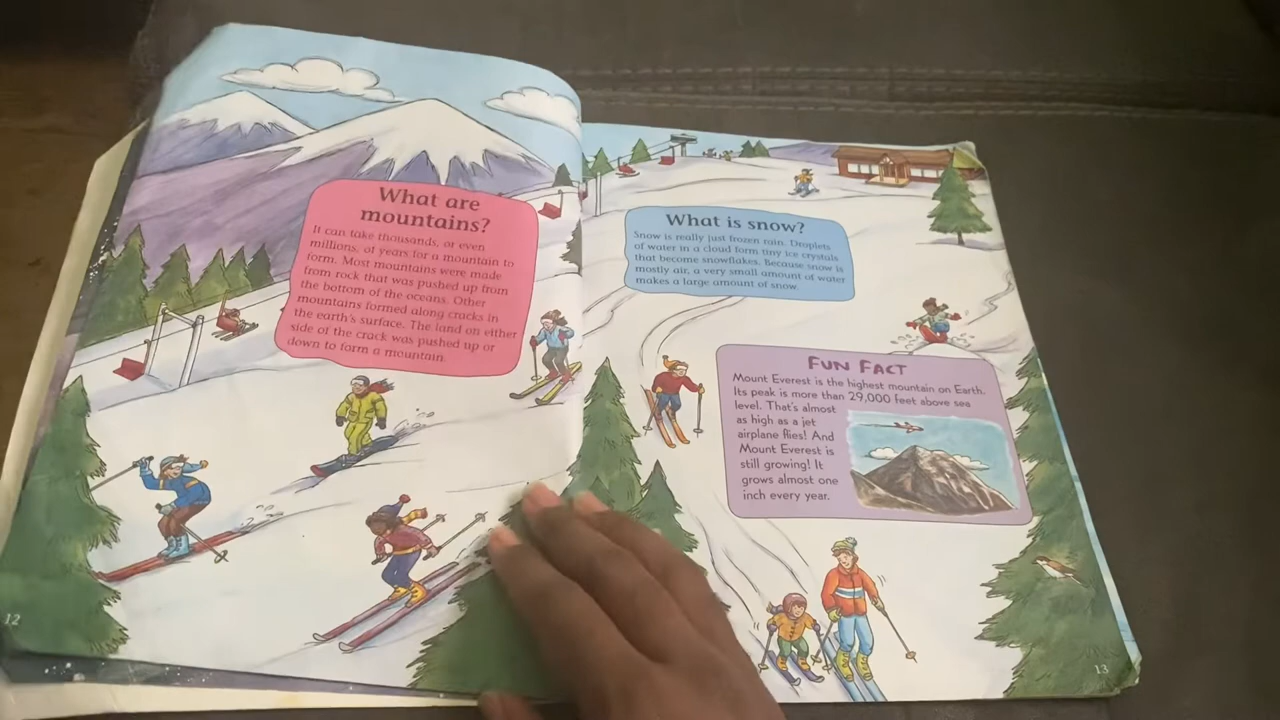 What are
mountains?
It can take thousands, or even
millions, of years for a mountain to
form. Most mountains were made
from rock that was pushed up from
the bottom of the oceans. Other
mountains formed along cracks in
the earth's surface. The land on either
side of the crack was pushed up or
down to form a mountain.
12
What is snow?
Snow is really just frozen rain. Droplets
of water in a cloud form tiny ice crystals
that become snowflakes. Because snow is
mostly air, a very small amount of water
makes a large amount of snow.
FUN FACT
Mount Everest is the highest mountain on Earth.
Its peak is more than 29,000 feet above sea
level. That's almost
as high as a jet
airplane flies! And
Mount Everest is
still growing! It
grows almost one
inch every year.
13